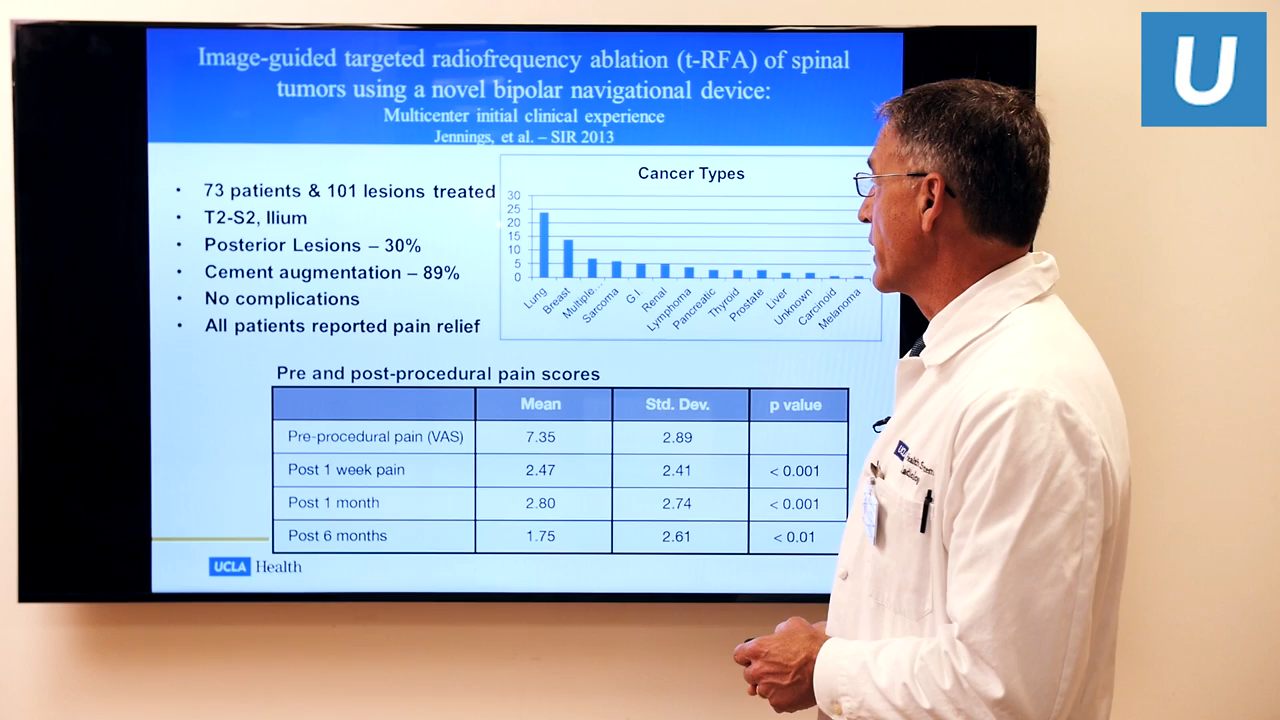 U
Image-guided targeted radiofrequency ablation (t-RFA) of spinal
tumors using a novel bipolar navigational device:
Multicenter initial clinical experience
Jennings, et al. – SIR 2013
• 73 patients & 101 lesions treated
• T2-S2, Ilium
• Posterior Lesions – 30%
• Cement augmentation – 89%
• No complications
• All patients reported pain relief
Cancer Types
30
25
20
15
10
5
0
Lung
Breast
Multiple...
Sarcoma
G.I.
Renal
Lymphoma
Pancreatic
Thyroid
Prostate
Liver
Unknown
Carcinoid
Melanoma
Pre and post-procedural pain scores
Mean Std. Dev. p value
Pre-procedural pain (VAS) 7.35 2.89
Post 1 week pain 2.47 2.41 < 0.001
Post 1 month 2.80 2.74 < 0.001
Post 6 months 1.75 2.61 < 0.01
UCLA Health
UCLA